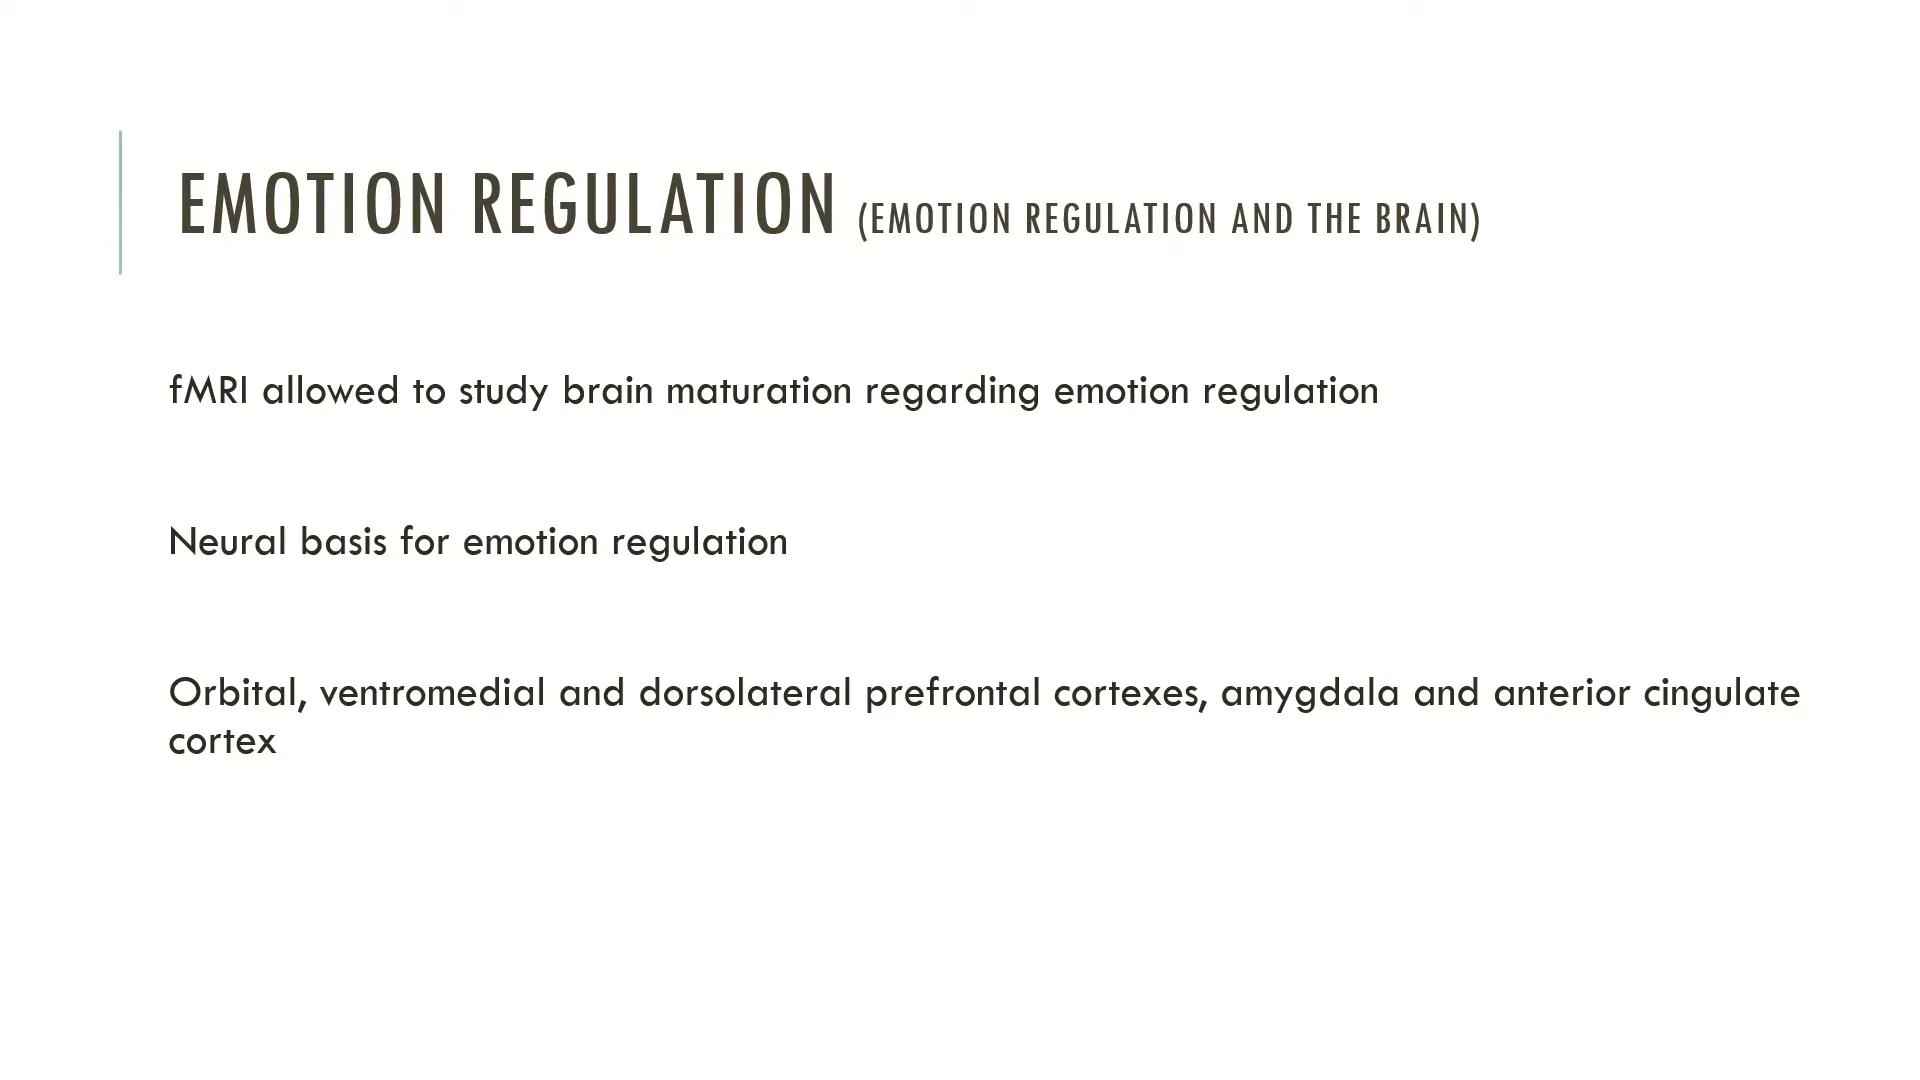 EMOTION REGULATION (EMOTION REGULATION AND THE BRAIN)
fMRI allowed to study brain maturation regarding emotion regulation
Neural basis for emotion regulation
Orbital, ventromedial and dorsolateral prefrontal cortexes, amygdala and anterior cingulate
cortex